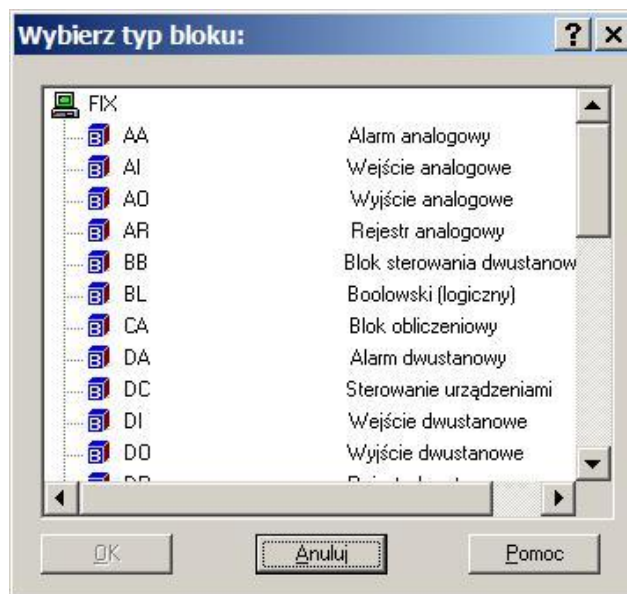 Wybierz typ bloku:
FIX
AA Alarm analogowy
AI Wejście analogowe
AO Wyjście analogowe
AR Rejestr analogowy
BB Blok sterowania dwustanow
BL Boolowski (logiczny)
CA Blok obliczeniowy
DA Alarm dwustanowy
DC Sterowanie urządzeniami
DI Wejście dwustanowe
DO Wyjście dwustanowe
OK Anuluj Pomoc